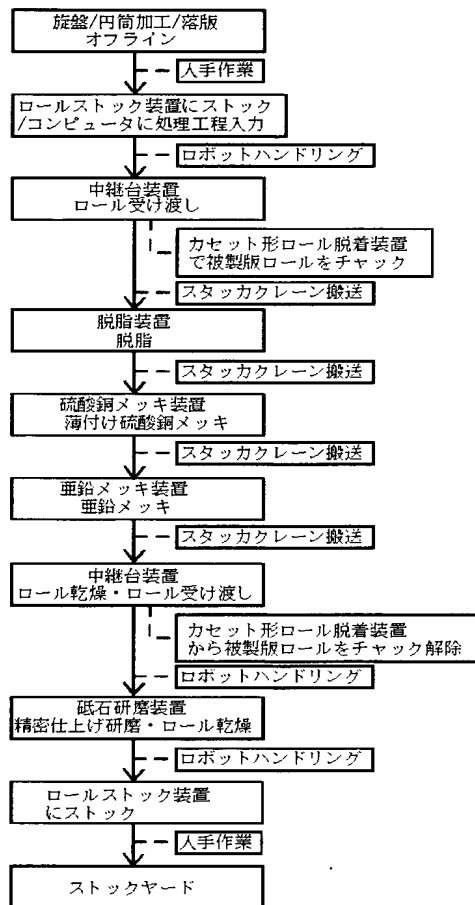 旋盤/円筒加工/落版
オフライン
人手作業
ロールストック装置にストック
/コンピュータに処理工程入力
ロボットハンドリング
中継台装置
ロール受け渡し
カセット形ロール脱着装置
で被製版ロールをチャック
スタッカクレーン搬送
脱脂装置
脱脂
スタッカクレーン搬送
硫酸銅メッキ装置
薄付け硫酸銅メッキ
スタッカクレーン搬送
亜鉛メッキ装置
亜鉛メッキ
スタッカクレーン搬送
中継台装置
ロール乾燥・ロール受け渡し
カセット形ロール脱着装置
から被製版ロールをチャック解除
ロボットハンドリング
砥石研磨装置
精密仕上げ研磨・ロール乾燥
ロボットハンドリング
ロールストック装置
にストック
人手作業
ストックヤード